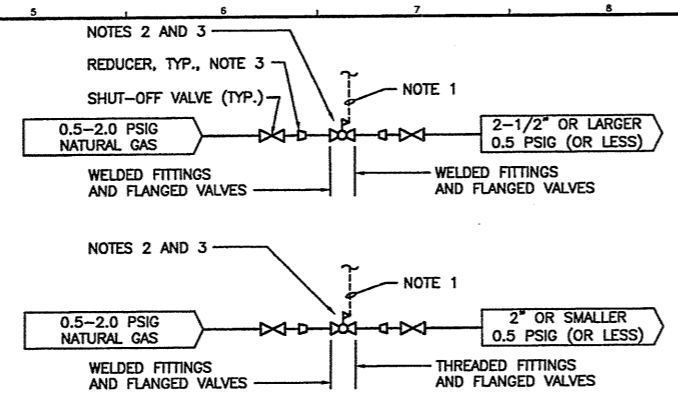 5 6 7 8
NOTES 2 AND 3
REDUCER, TYP., NOTE 3
NOTE 1
SHUT-OFF VALVE (TYP.)
0.5-2.0 PSIG
NATURAL GAS
2-1/2" OR LARGER
0.5 PSIG (OR LESS)
WELDED FITTINGS
AND FLANGED VALVES
WELDED FITTINGS
AND FLANGED VALVES
NOTES 2 AND 3
NOTE 1
0.5-2.0 PSIG
NATURAL GAS
2" OR SMALLER
0.5 PSIG (OR LESS)
WELDED FITTINGS
AND FLANGED VALVES
THREADED FITTINGS
AND FLANGED VALVES